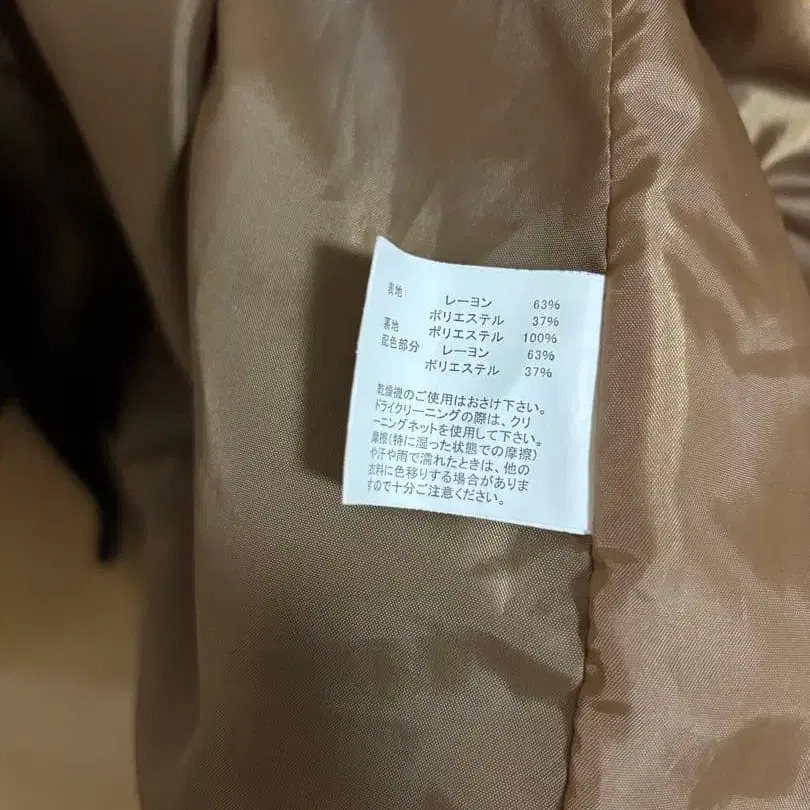 表地 レーヨン 63%
ポリエステル 37%
裏地 ポリエステル 100%
配色部分 レーヨン 63%
ポリエステル 37%
乾燥機のご使用はおさけ下さい。
ドライクリーニングの際は、クリ
ーニングネットを使用して下さい。
摩擦(特に湿った状態での摩擦)
や汗や雨で濡れたときは、他の
衣料に色移りする場合がありま
すので十分ご注意ください。